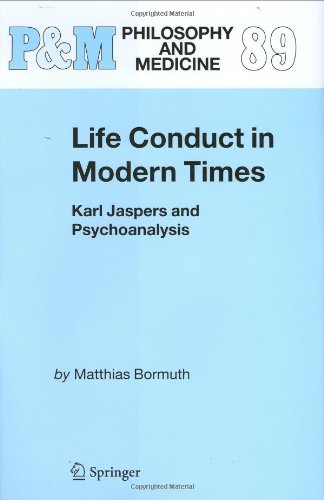 P&M PHILOSOPHY AND MEDICINE 89
Life Conduct in
Modern Times
Karl Jaspers and
Psychoanalysis
by Matthias Bormuth
Springer